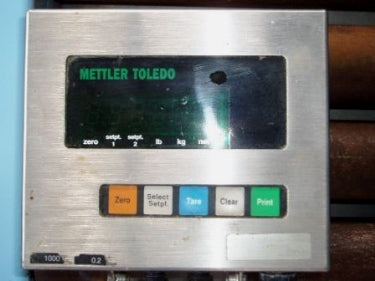 METTLER TOLEDO
zero setpt. 1 setpt. 2 lb kg net
Zero Select Setpt. Tare Clear Print
1000 0.2